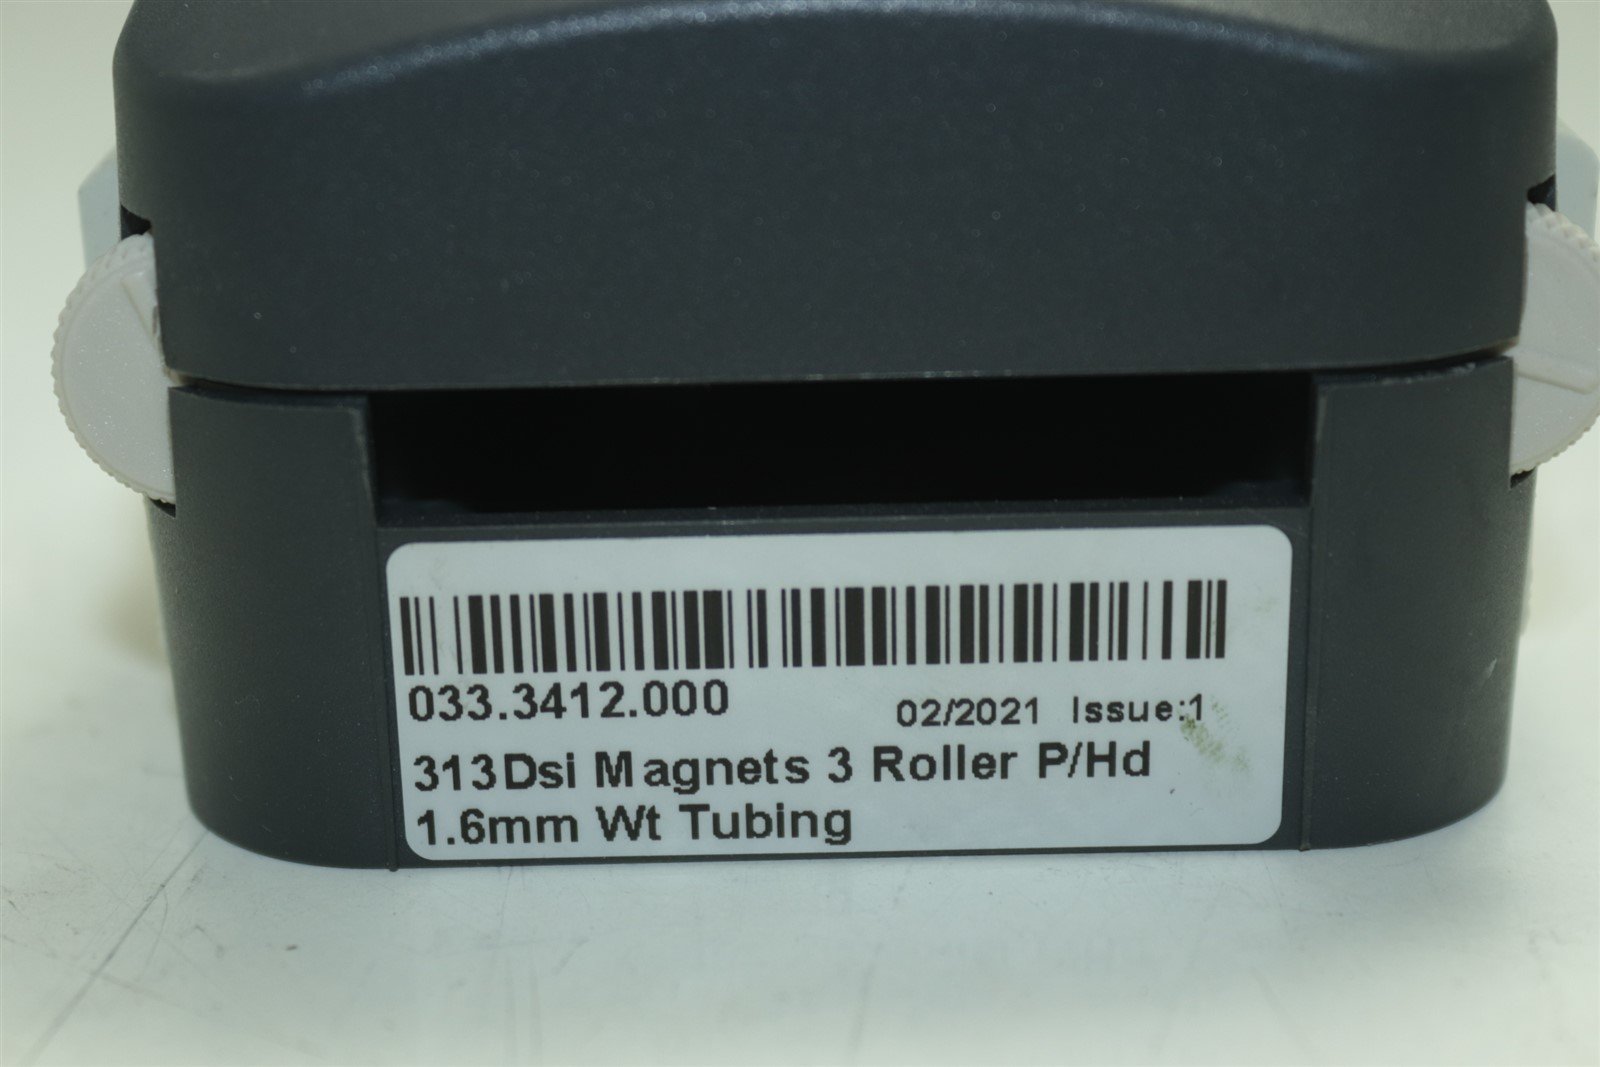 033.3412.000
02/2021 Issue:1
313Dsi Magnets 3 Roller P/Hd
1.6mm Wt Tubing